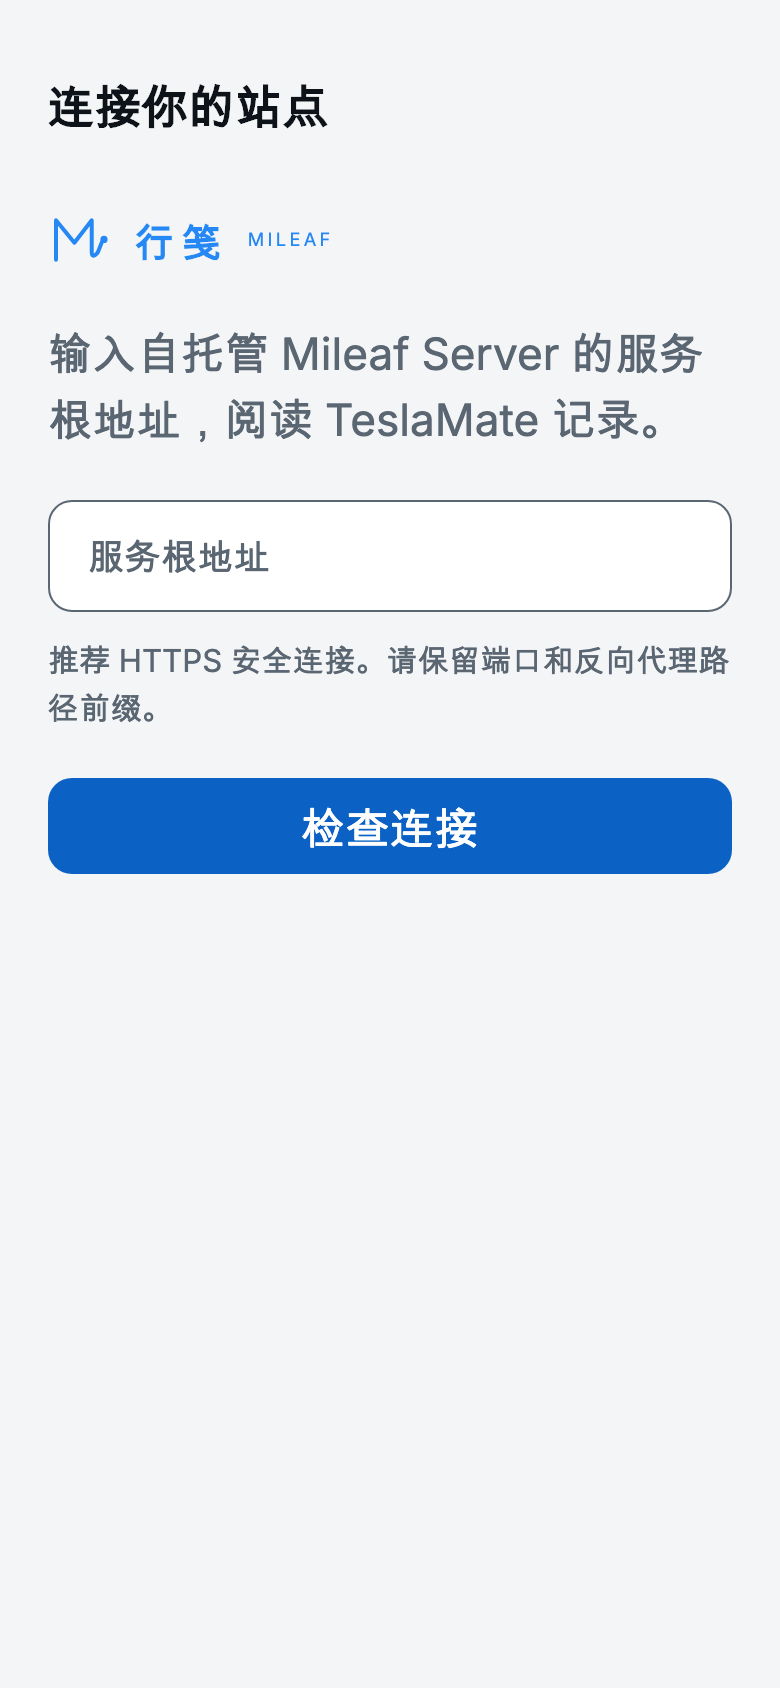 连接你的站点
行笺 MILEAF
输入自托管 Mileaf Server 的服务
根地址，阅读 TeslaMate 记录。
服务根地址
推荐 HTTPS 安全连接。请保留端口和反向代理路
径前缀。
检查连接